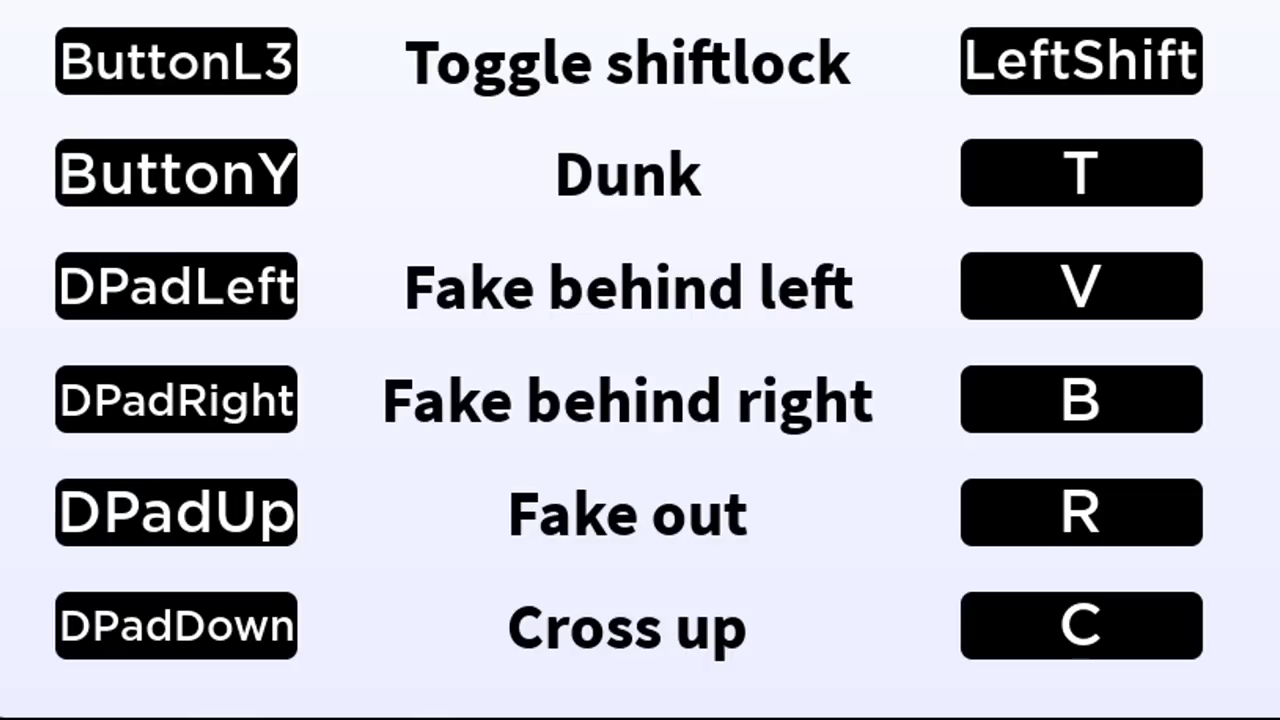 ButtonL3 Toggle shiftlock LeftShift
ButtonY Dunk T
DPadLeft Fake behind left V
DPadRight Fake behind right B
DPadUp Fake out R
DPadDown Cross up C